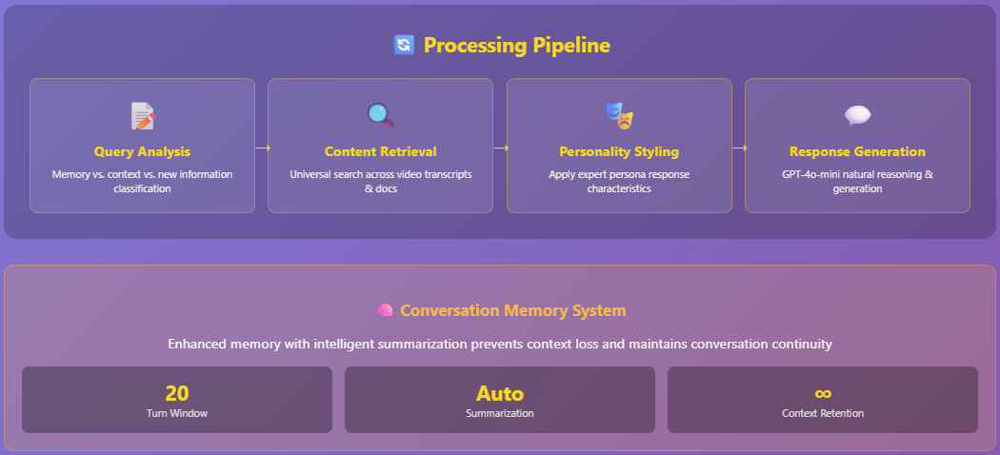 Processing Pipeline
Query Analysis
Memory vs. context vs. new information
classification
→
Content Retrieval
Universal search across video transcripts
& docs
→
Personality Styling
Apply expert persona response
characteristics
→
Response Generation
GPT-4o-mini natural reasoning &
generation
Conversation Memory System
Enhanced memory with intelligent summarization prevents context loss and maintains conversation continuity
20
Turn Window
Auto
Summarization
∞
Context Retention